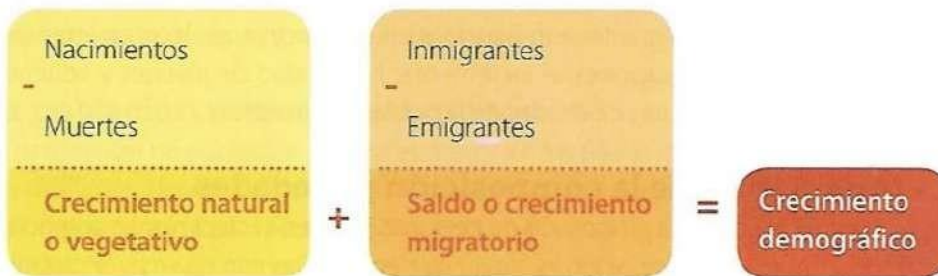 Nacimientos
-
Muertes
Crecimiento natural
o vegetativo
+
Inmigrantes
-
Emigrantes
Saldo o crecimiento
migratorio
=
Crecimiento
demográfico